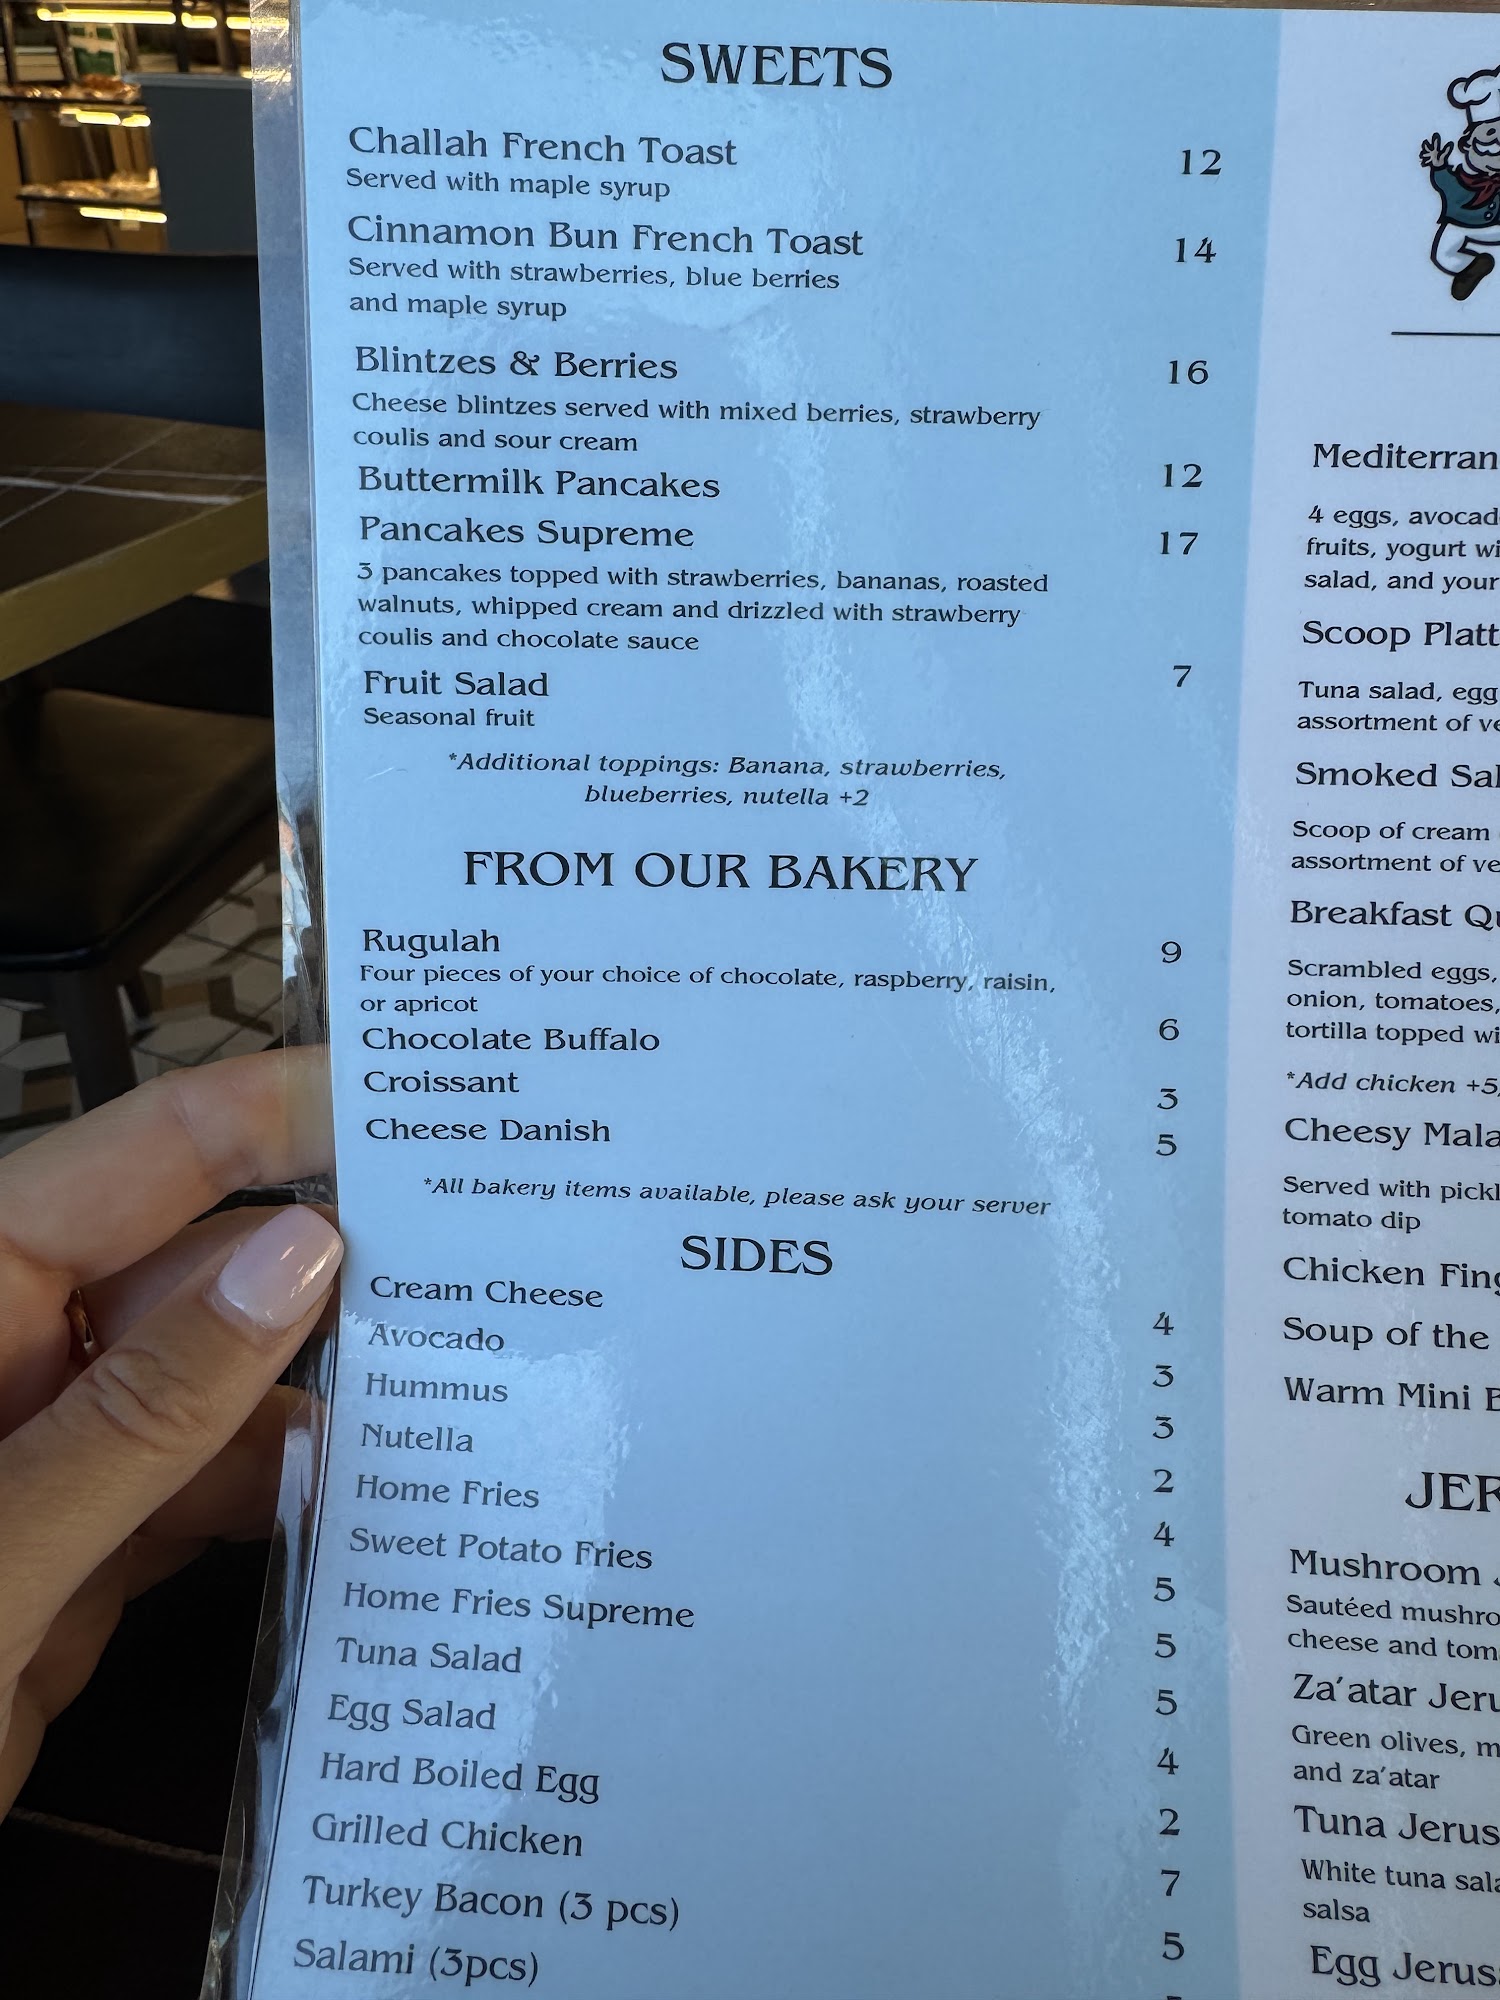 SWEETS
Challah French Toast 12
Served with maple syrup
Cinnamon Bun French Toast 14
Served with strawberries, blue berries
and maple syrup
Blintzes & Berries 16
Cheese blintzes served with mixed berries, strawberry
coulis and sour cream
Buttermilk Pancakes 12
Pancakes Supreme 17
3 pancakes topped with strawberries, bananas, roasted
walnuts, whipped cream and drizzled with strawberry
coulis and chocolate sauce
Fruit Salad 7
Seasonal fruit
*Additional toppings: Banana, strawberries,
blueberries, nutella +2
FROM OUR BAKERY
Rugulah 9
Four pieces of your choice of chocolate, raspberry, raisin,
or apricot
Chocolate Buffalo 6
Croissant 3
Cheese Danish 5
*All bakery items available, please ask your server
SIDES
Cream Cheese 4
Avocado 3
Hummus 3
Nutella 2
Home Fries 4
Sweet Potato Fries 5
Home Fries Supreme 5
Tuna Salad 5
Egg Salad 4
Hard Boiled Egg 2
Grilled Chicken 7
Turkey Bacon (3 pcs) 5
Salami (3pcs)
Mediterran
4 eggs, avocad
fruits, yogurt wi
salad, and your
Scoop Platt
Tuna salad, egg
assortment of ve
Smoked Sal
Scoop of cream
assortment of ve
Breakfast Qu
Scrambled eggs,
onion, tomatoes,
tortilla topped wi
*Add chicken +5,
Cheesy Mala
Served with pickl
tomato dip
Chicken Fing
Soup of the
Warm Mini B
JER
Mushroom J
Sautéed mushro
cheese and tom
Za'atar Jeru
Green olives, m
and za'atar
Tuna Jerus
White tuna sala
salsa
Egg Jerus